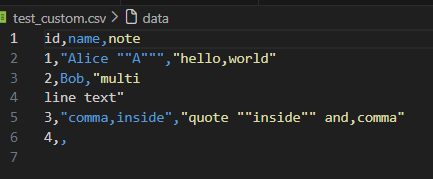 test_custom.csv > data
1 id,name,note
2 1,"Alice ""A""","hello,world"
3 2,Bob,"multi
4 line text"
5 3,"comma,inside","quote ""inside"" and,comma"
6 4,,
7